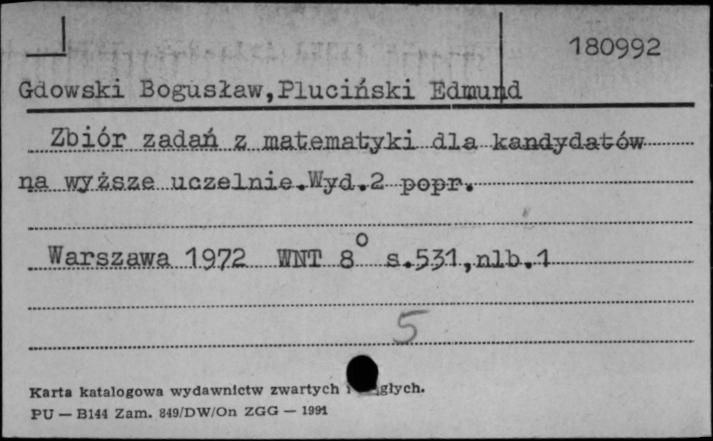 180992
Gdowski Bogusław,Pluciński Edmund
Zbiór zadań z matematyki dla kandydatów
na wyższe uczelnie.Wyd.2 popr.
Warszawa 1972 WNT 8° s.531,nlb.1
5
Karta katalogowa wydawnictw zwartych i głych.
PU — B144 Zam. 849/DW/On ZGG — 1991